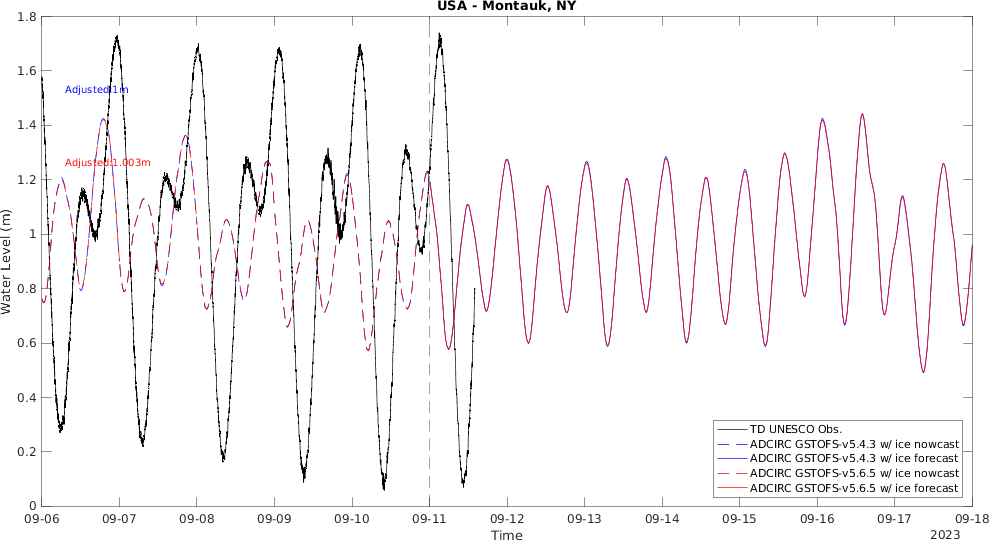 USA - Montauk, NY
1.8
1.6
1.4
1.2
1
0.8
0.6
0.4
0.2
0
Water Level (m)
Adjusted:1m
Adjusted:1.003m
TD UNESCO Obs.
ADCIRC GSTOFS-v5.4.3 w/ ice nowcast
ADCIRC GSTOFS-v5.4.3 w/ ice forecast
ADCIRC GSTOFS-v5.6.5 w/ ice nowcast
ADCIRC GSTOFS-v5.6.5 w/ ice forecast
09-06 09-07 09-08 09-09 09-10 09-11 09-12 09-13 09-14 09-15 09-16 09-17 09-18
Time
2023